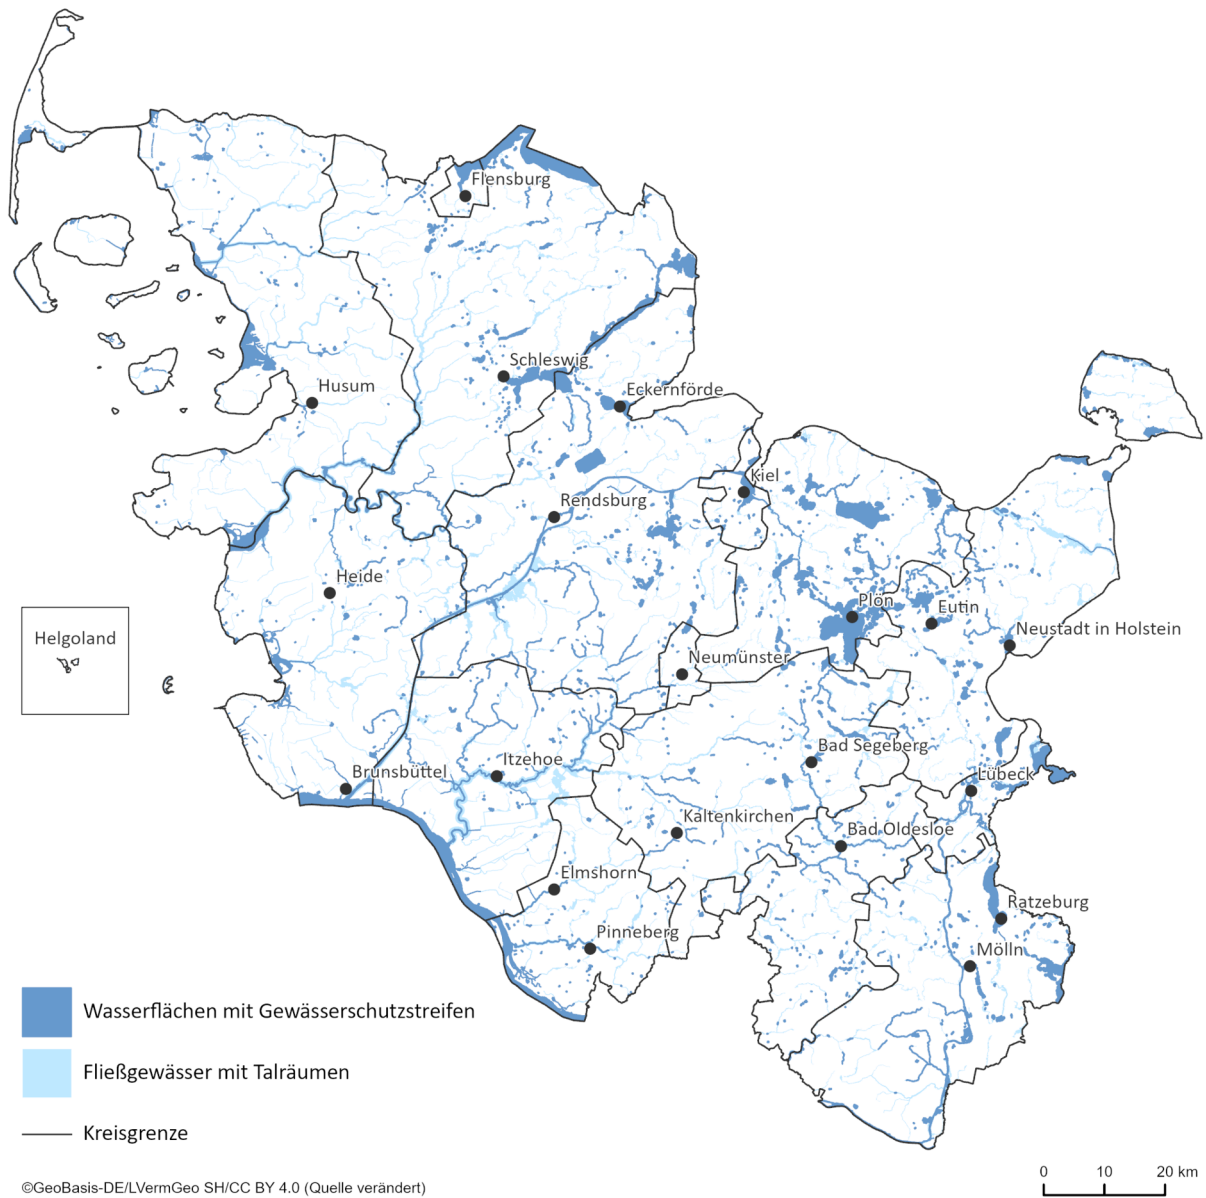 Flensburg
Schleswig
Husum
Eckernförde
Kiel
Rendsburg
Heide
Plön
Eutin
Neustadt in Holstein
Helgoland
Neumünster
Bad Segeberg
Itzehoe
Brunsbüttel
Lübeck
Kaltenkirchen
Bad Oldesloe
Elmshorn
Ratzeburg
Pinneberg
Mölln
Wasserflächen mit Gewässerschutzstreifen
Fließgewässer mit Talräumen
Kreisgrenze
0 10 20 km
©GeoBasis-DE/LVermGeo SH/CC BY 4.0 (Quelle verändert)